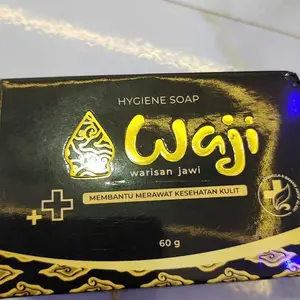 HYGIENE SOAP
waji
warisan jawi
MEMBANTU MERAWAT KESEHATAN KULIT
60 g